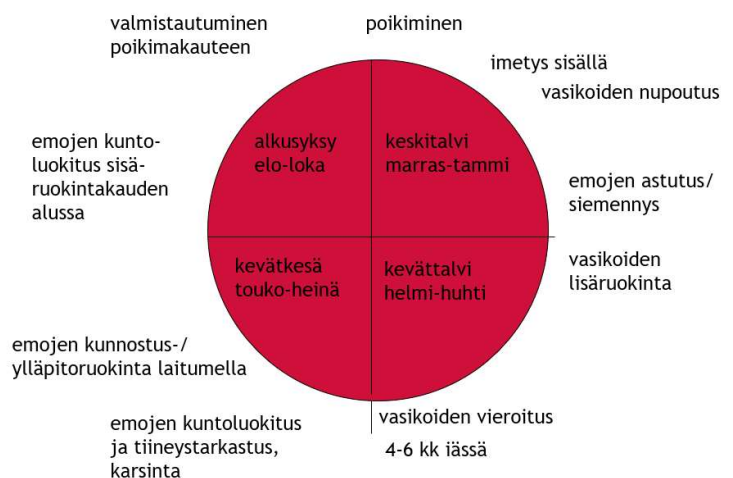 valmistautuminen
poikimakauteen
poikiminen
imetys sisällä
vasikoiden nupoutus
emojen kunto-
luokitus sisä-
ruokintakauden
alussa
alkusyksy
elo-loka
keskitalvi
marras-tammi
emojen astutus/
siemennys
kevätkesä
touko-heinä
kevättalvi
helmi-huhti
vasikoiden
lisäruokinta
emojen kunnostus-/
ylläpitoruokinta laitumella
emojen kuntoluokitus
ja tiineystarkastus,
karsinta
vasikoiden vieroitus
4-6 kk iässä